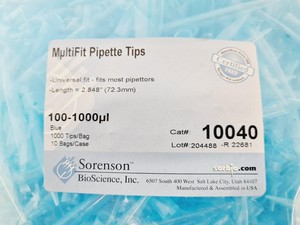 MultiFit Pipette Tips
-Universal fit - fits most pipettors
-Length = 2.848" (72.3mm)
100-1000µl
Blue
1000 Tips/Bag
10 Bags/Case
Cat#: 10040
Lot#: 204488 -R 22681
Certified
Sorenson™
BioScience, Inc.
6507 South 400 West Salt Lake City, Utah 84107
Manufactured & Assembled in USA